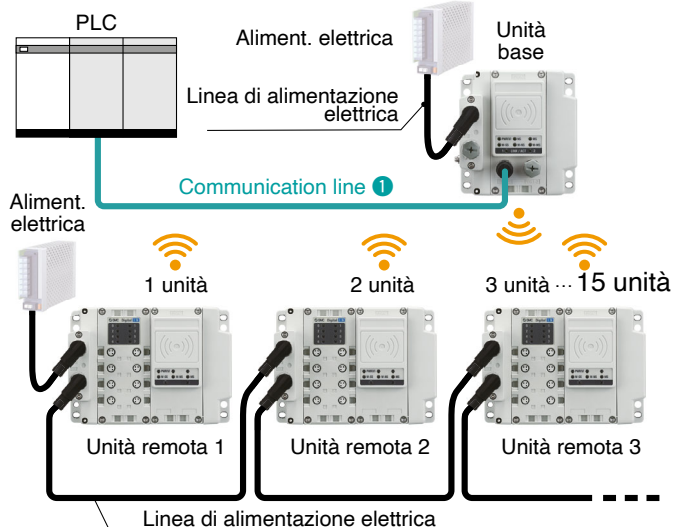 PLC
Aliment. elettrica
Unità
base
Linea di alimentazione
elettrica
Communication line 1
Aliment.
elettrica
1 unità
2 unità
3 unità ... 15 unità
Unità remota 1
Unità remota 2
Unità remota 3
Linea di alimentazione elettrica